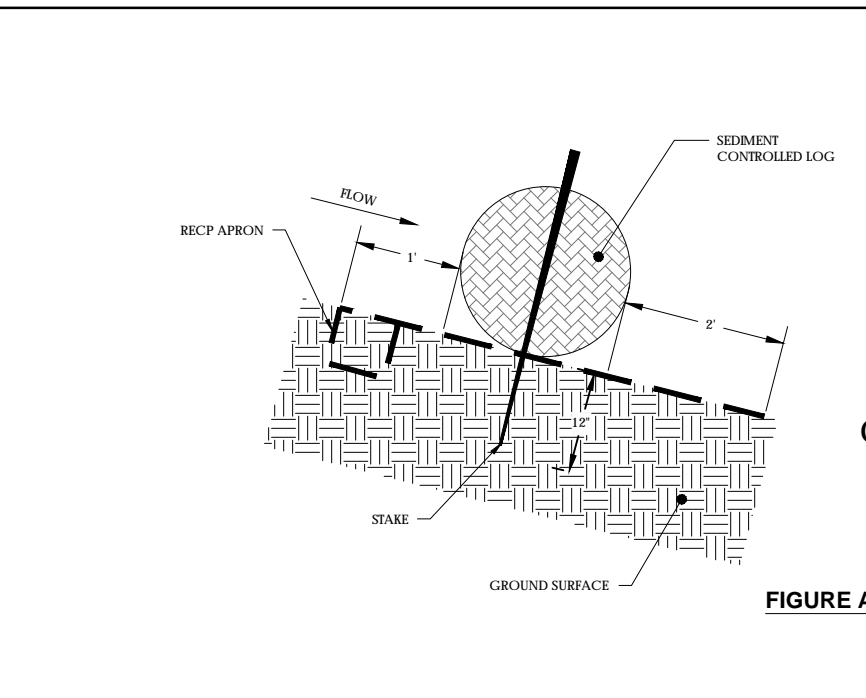 SEDIMENT
CONTROLLED LOG
FLOW
RECP APRON
1'
2'
12"
STAKE
GROUND SURFACE
FIGURE A